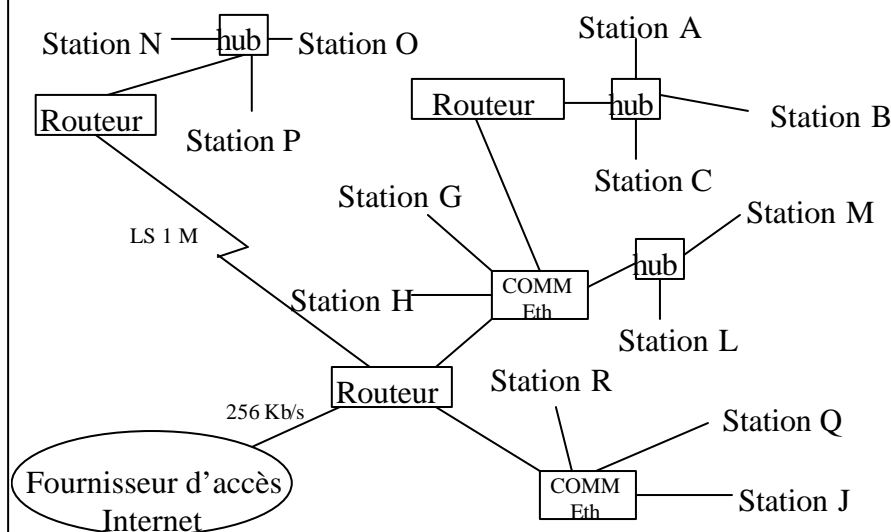 Station N
hub
Station O
Station A
Routeur
Routeur
hub
Station B
Station P
Station C
Station G
Station M
LS 1 M
hub
Station H
COMM
Eth
Station L
Routeur
Station R
256 Kb/s
Station Q
Fournisseur d'accès
Internet
COMM
Eth
Station J